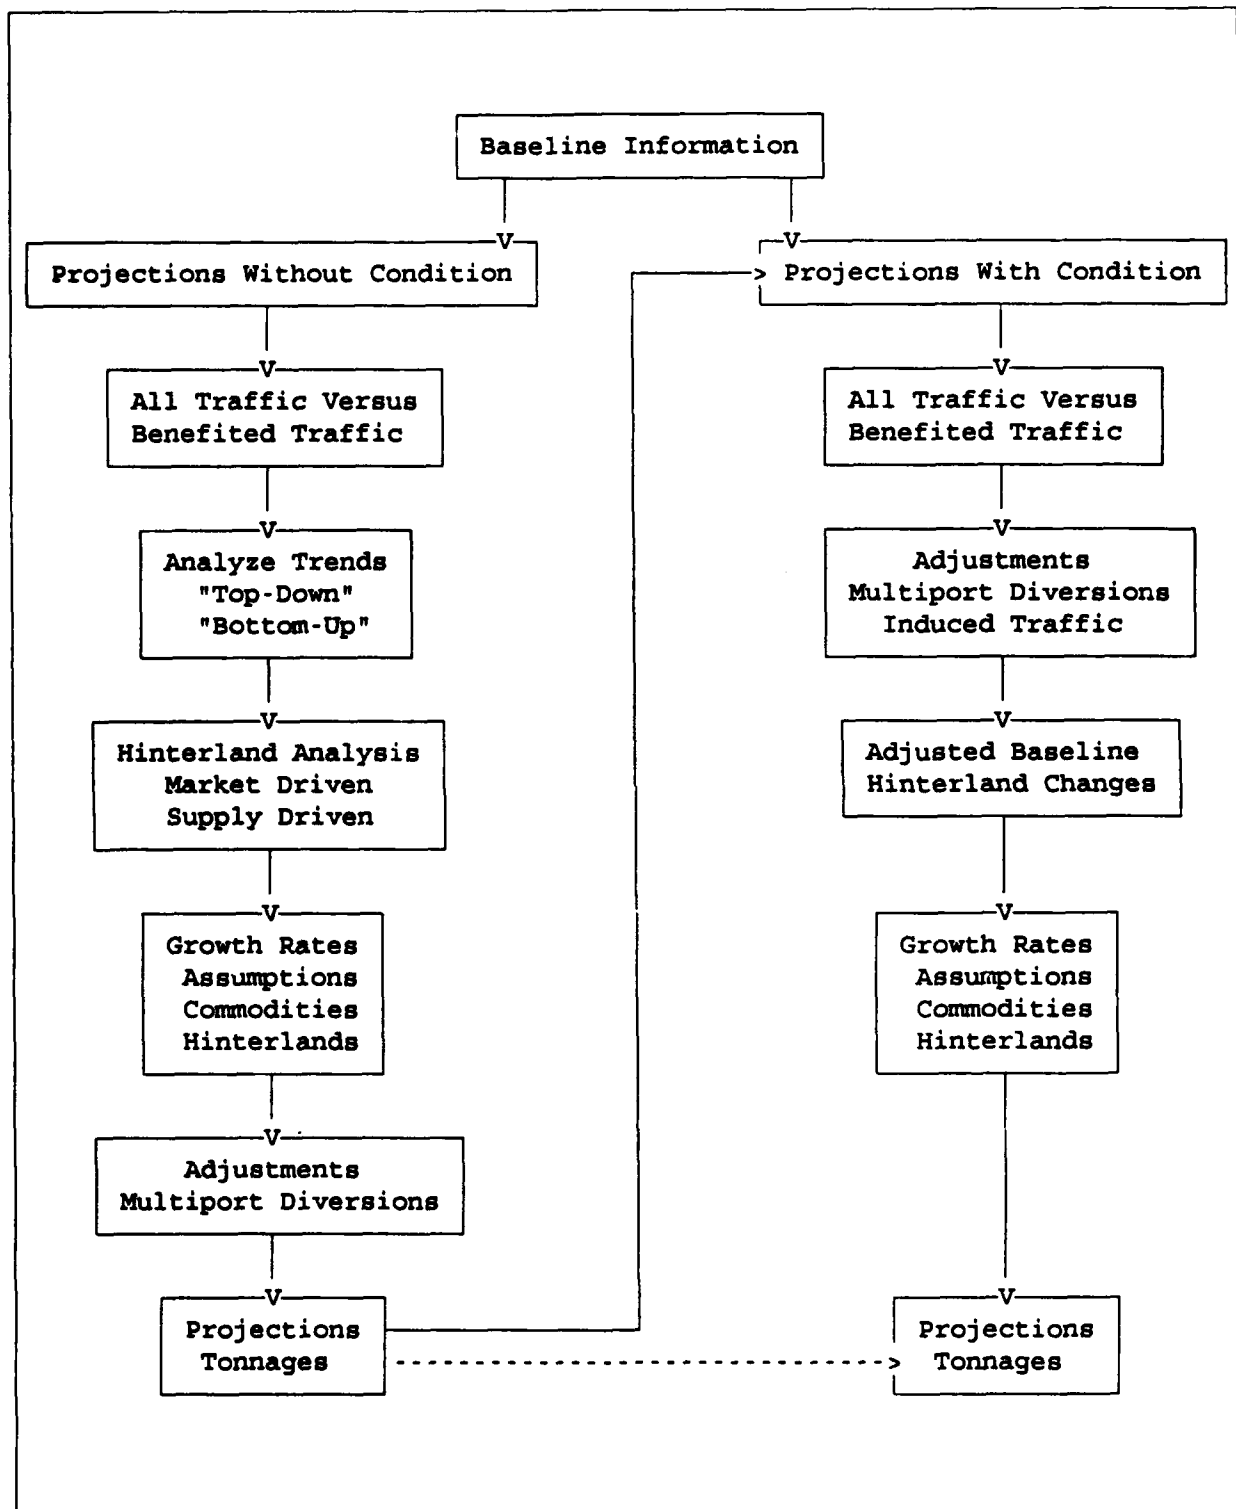 Baseline Information
Projections Without Condition
All Traffic Versus
Benefited Traffic
Analyze Trends
"Top-Down"
"Bottom-Up"
Hinterland Analysis
Market Driven
Supply Driven
Growth Rates
Assumptions
Commodities
Hinterlands
Adjustments
Multiport Diversions
Projections
Tonnages
Projections With Condition
All Traffic Versus
Benefited Traffic
Adjustments
Multiport Diversions
Induced Traffic
Adjusted Baseline
Hinterland Changes
Growth Rates
Assumptions
Commodities
Hinterlands
Projections
Tonnages